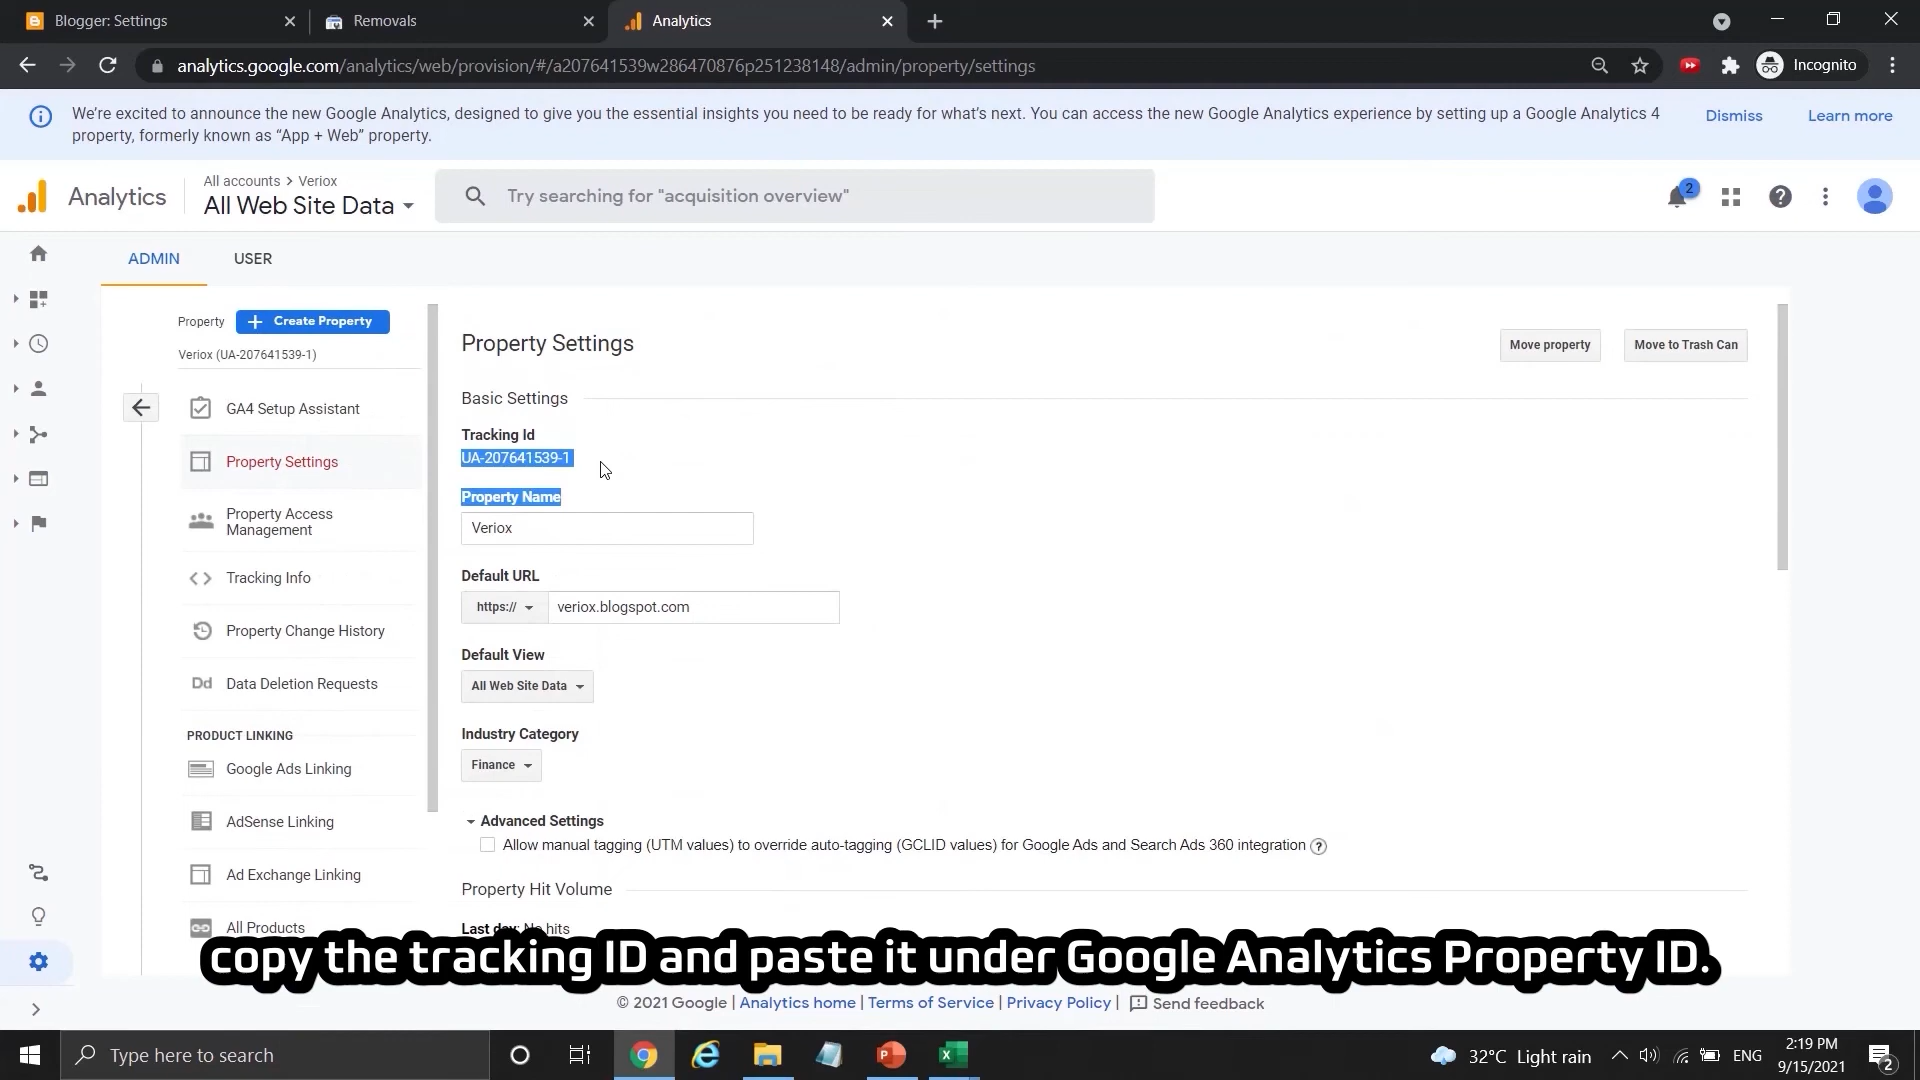 Blogger: Settings
Removals
Analytics
analytics.google.com/analytics/web/provision/#/a207641539w286470876p251238148/admin/property/settings
Incognito
We're excited to announce the new Google Analytics, designed to give you the essential insights you need to be ready for what's next. You can access the new Google Analytics experience by setting up a Google Analytics 4
property, formerly known as “App + Web” property.
Dismiss
Learn more
Analytics
All accounts > Veriox
All Web Site Data
Try searching for "acquisition overview"
2
ADMIN
USER
Property
Create Property
Veriox (UA-207641539-1)
GA4 Setup Assistant
Property Settings
Property Access
Management
Tracking Info
Property Change History
Dd Data Deletion Requests
PRODUCT LINKING
Google Ads Linking
AdSense Linking
Ad Exchange Linking
All Products
Property Settings
Move property
Move to Trash Can
Basic Settings
Tracking Id
UA-207641539-1
Property Name
Veriox
Default URL
https://
veriox.blogspot.com
Default View
All Web Site Data
Industry Category
Finance
Advanced Settings
Allow manual tagging (UTM values) to override auto-tagging (GCLID values) for Google Ads and Search Ads 360 integration
Property Hit Volume
Last day: No hits
copy the tracking ID and paste it under Google Analytics Property ID.
© 2021 Google | Analytics home | Terms of Service | Privacy Policy | Send feedback
Type here to search
32°C Light rain
ENG
2:19 PM
9/15/2021
2